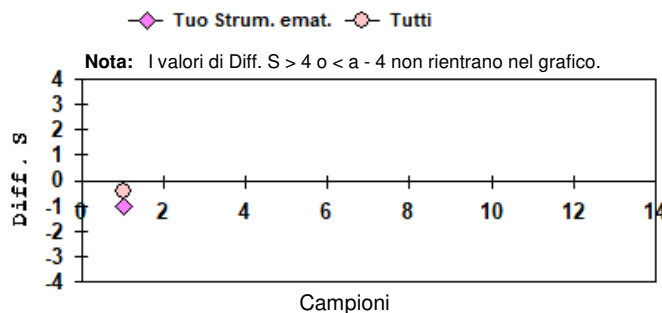 Tuo Strum. emat. Tutti
Nota: I valori di Diff. S > 4 o < a - 4 non rientrano nel grafico.
Diff. S
4
3
2
1
0
-1
-2
-3
-4
0 2 4 6 8 10 12 14
Campioni